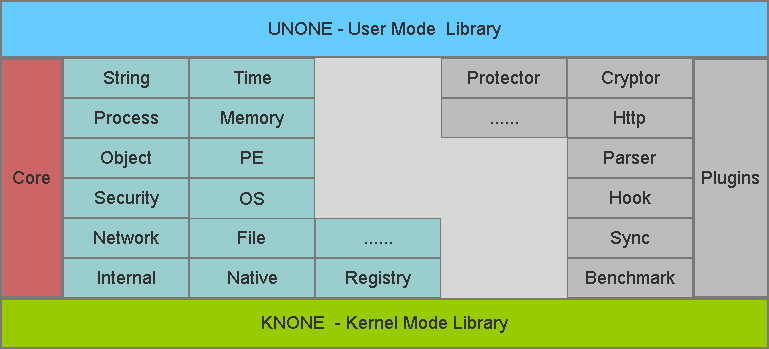 UNONE - User Mode  Library
String Time Protector Cryptor
Process Memory ...... Http
Object PE Parser
Core Security OS Hook Plugins
Network File ...... Sync
Internal Native Registry Benchmark
KNONE  - Kernel Mode Library